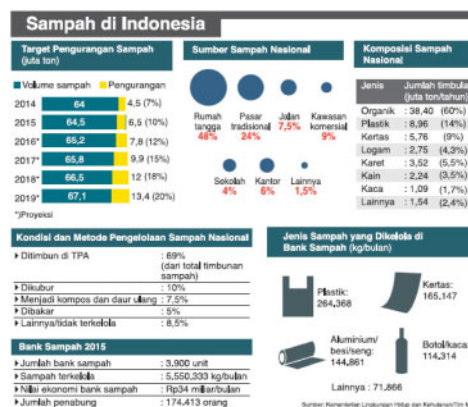 Sampah di Indonesia
Target Pengurangan Sampah
(juta ton)
Volume sampah Pengurangan
2014 64 4,5 (7%)
2015 64,5 6,5 (10%)
2016* 65,2 7,8 (12%)
2017* 65,8 9,9 (15%)
2018* 66,5 12 (18%)
2019* 67,1 13,4 (20%)
*)Proyeksi
Sumber Sampah Nasional
Rumah tangga 48%
Pasar tradisional 24%
Jalan 7,5%
Kawasan komersial 9%
Sekolah 4%
Kantor 6%
Lainnya 1,5%
Komposisi Sampah
Nasional
Jenis Jumlah timbula
(juta ton/tahun)
Organik : 38,40 (60%)
Plastik : 8,96 (14%)
Kertas : 5,76 (9%)
Logam : 2,75 (4,3%)
Karet : 3,52 (5,5%)
Kain : 2,24 (3,5%)
Kaca : 1,09 (1,7%)
Lainnya : 1,54 (2,4%)
Kondisi dan Metode Pengelolaan Sampah Nasional
Ditimbun di TPA : 69%
(dari total timbunan
sampah)
Dikubur : 10%
Menjadi kompos dan daur ulang : 7,5%
Dibakar : 5%
Lainnya/tidak terkelola : 8,5%
Bank Sampah 2015
Jumlah bank sampah : 3,900 unit
Sampah terkelola : 5,550,333 kg/bulan
Nilai ekonomi bank sampah : Rp34 miliar/bulan
Jumlah penabung : 174,413 orang
Jenis Sampah yang Dikelola di
Bank Sampah (kg/bulan)
Plastik:
264,368
Kertas:
165,147
Aluminium/
besi/seng:
144,861
Botol/kaca:
114,314
Lainnya : 71,866
Sumber: Kementerian Lingkungan Hidup dan Kehutanan/Tim